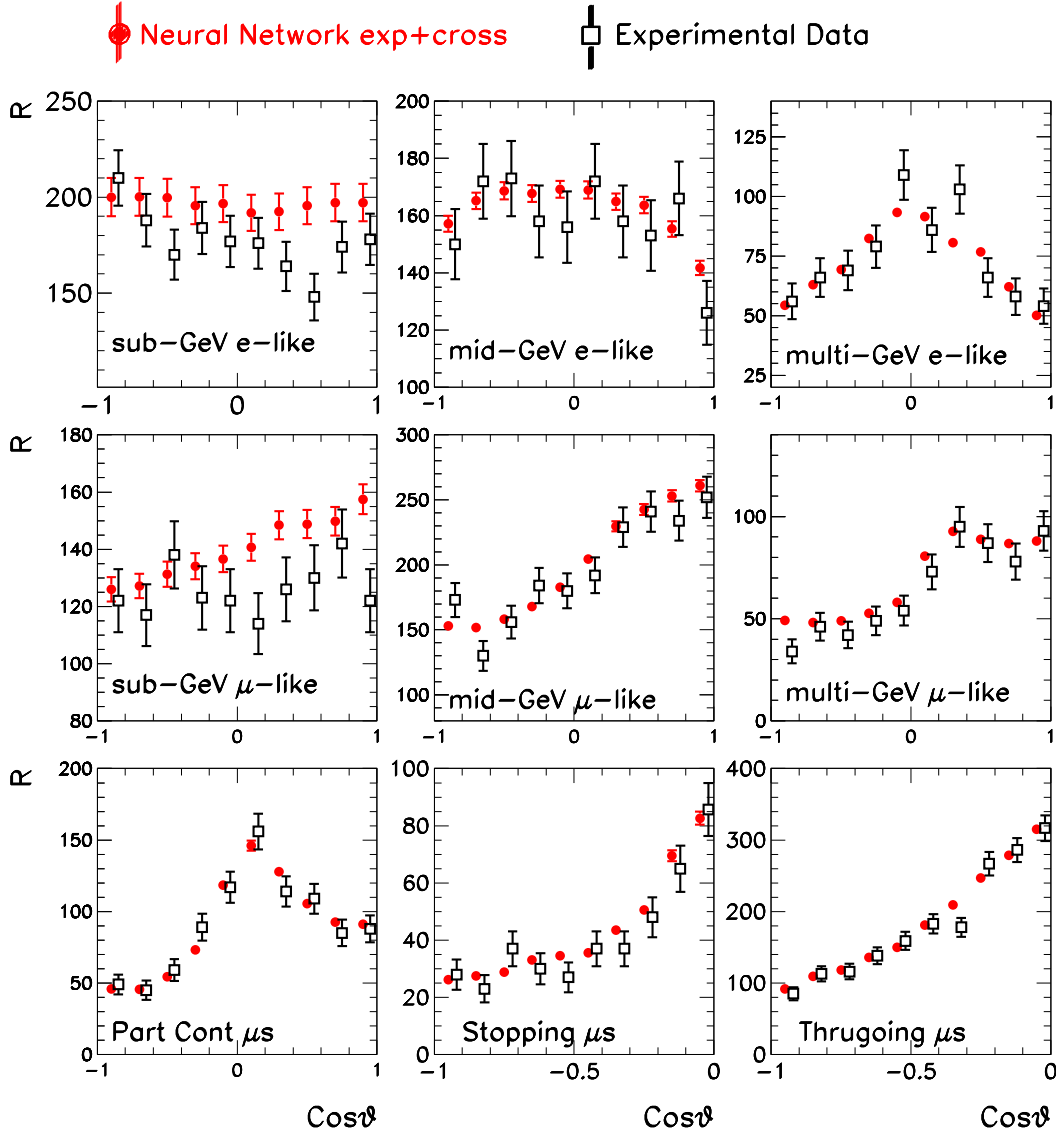 Neural Network exp+cross Experimental Data
R 250 200 150
200 180 160 140 120 100
125 100 75 50 25
sub-GeV e-like mid-GeV e-like multi-GeV e-like
-1 0 1 -1 0 1 -1 0 1
R 180 160 140 120 100 80
300 250 200 150 100 50
100 50 0
sub-GeV μ-like mid-GeV μ-like multi-GeV μ-like
-1 0 1 -1 0 1 -1 0 1
R 200 150 100 50 0
100 80 60 40 20 0
400 300 200 100 0
Part Cont μs Stopping μs Thrugoing μs
-1 0 1 -1 -0.5 0 -1 -0.5 0
Cosϑ Cosϑ Cosϑ